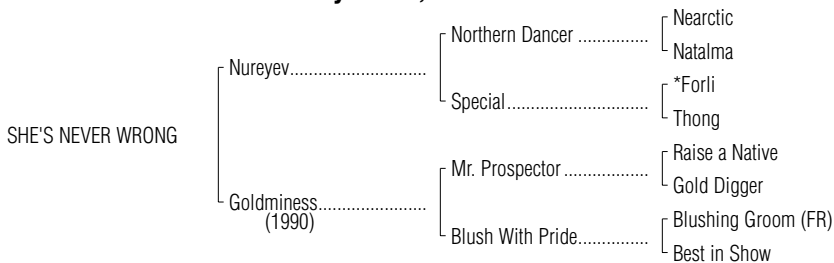 Nearctic
Northern Dancer ...............
Natalma
Nureyev.............................
*Forli
Special..............................
Thong
SHE'S NEVER WRONG
Raise a Native
Mr. Prospector ..................
Gold Digger
Goldminess........................
(1990)
Blushing Groom (FR)
Blush With Pride...............
Best in Show